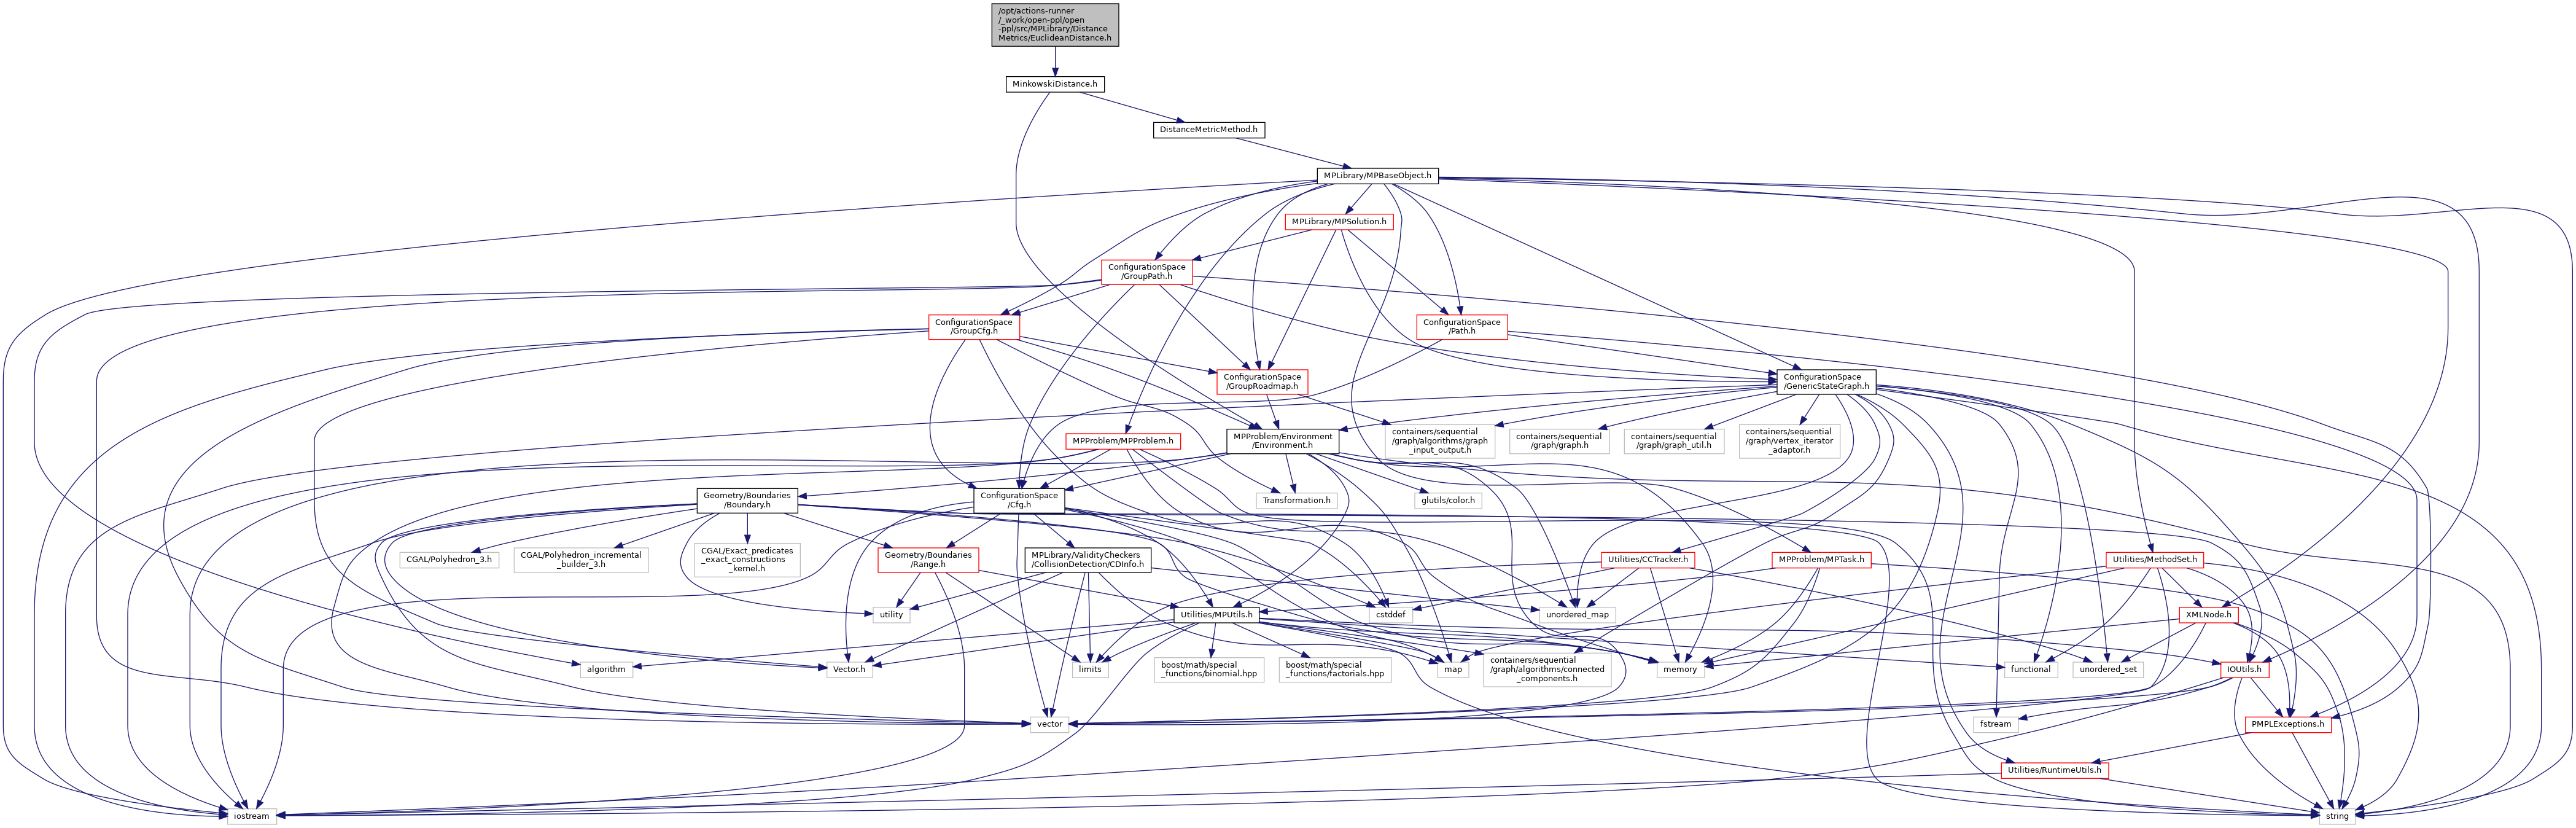 /opt/actions-runner
/_work/open-ppl/open
-ppl/src/MPLibrary/Distance
Metrics/EuclideanDistance.h
MinkowskiDistance.h
DistanceMetricMethod.h
MPLibrary/MPBaseObject.h
MPLibrary/MPSolution.h
ConfigurationSpace
/GroupPath.h
ConfigurationSpace
/GroupCfg.h
ConfigurationSpace
/Path.h
ConfigurationSpace
/GroupRoadmap.h
ConfigurationSpace
/GenericStateGraph.h
MPProblem/MPProblem.h
MPProblem/Environment
/Environment.h
containers/sequential
/graph/algorithms/graph
_input_output.h
containers/sequential
/graph/graph.h
containers/sequential
/graph/graph_util.h
containers/sequential
/graph/vertex_iterator
_adaptor.h
Geometry/Boundaries
/Boundary.h
ConfigurationSpace
/Cfg.h
Transformation.h
glutils/color.h
CGAL/Polyhedron_3.h
CGAL/Polyhedron_incremental
_builder_3.h
CGAL/Exact_predicates
_exact_constructions
_kernel.h
Geometry/Boundaries
/Range.h
MPLibrary/ValidityCheckers
/CollisionDetection/CDInfo.h
Utilities/CCTracker.h
MPProblem/MPTask.h
Utilities/MethodSet.h
utility
Utilities/MPUtils.h
cstddef
unordered_map
XMLNode.h
algorithm
Vector.h
limits
boost/math/special
_functions/binomial.hpp
boost/math/special
_functions/factorials.hpp
map
containers/sequential
/graph/algorithms/connected
_components.h
memory
functional
unordered_set
IOUtils.h
vector
fstream
PMPLExceptions.h
Utilities/RuntimeUtils.h
iostream
string